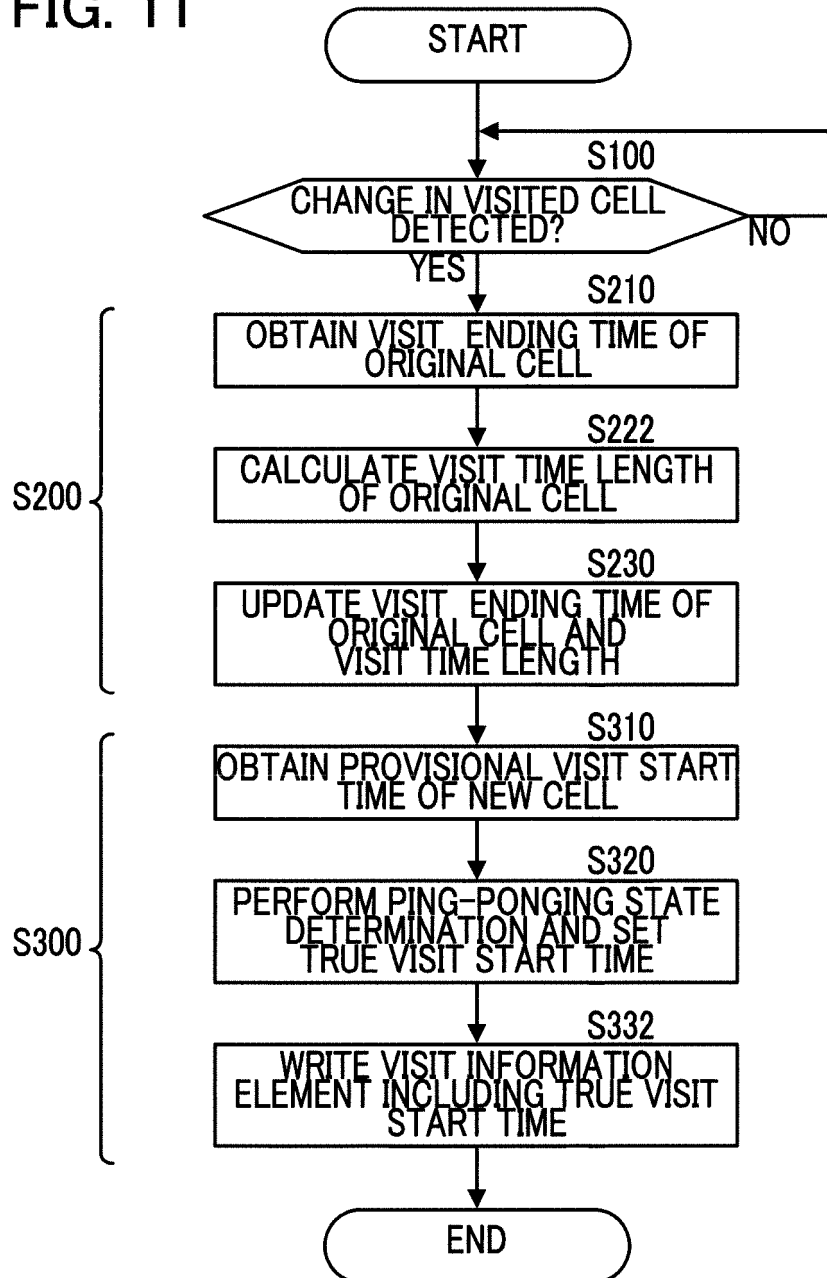 FIG. 11
START
S100
CHANGE IN VISITED CELL
DETECTED?
NO
YES
S210
OBTAIN VISIT ENDING TIME OF
ORIGINAL CELL
S222
CALCULATE VISIT TIME LENGTH
OF ORIGINAL CELL
S200
S230
UPDATE VISIT ENDING TIME OF
ORIGINAL CELL AND
VISIT TIME LENGTH
S310
OBTAIN PROVISIONAL VISIT START
TIME OF NEW CELL
S320
PERFORM PING-PONGING STATE
DETERMINATION AND SET
TRUE VISIT START TIME
S300
S332
WRITE VISIT INFORMATION
ELEMENT INCLUDING TRUE VISIT
START TIME
END